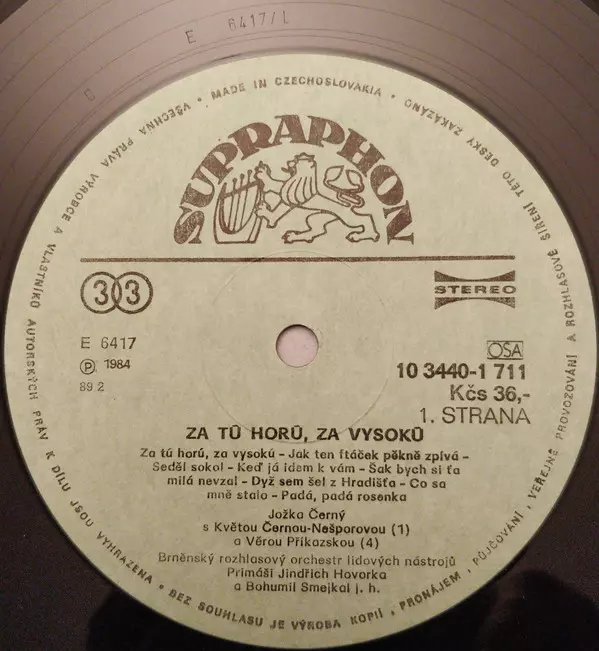 E 6417/L
VŠECHNA PRÁVA VÝROBCE A VLASTNÍKŮ AUTORSKÝCH PRÁV K DÍLU JSOU VYHRAZENA • BEZ SOUHLASU JE VÝROBA KOPIÍ, PRONÁJEM, PŮJČOVÁNÍ, VEŘEJNÉ PROVOZOVÁNÍ A ROZHLASOVÉ ŠÍŘENÍ TÉTO DESKY ZAKÁZÁNO • MADE IN CZECHOSLOVAKIA •
SUPRAPHON
33
STEREO
E 6417
Ⓟ 1984
89 2
OSA
10 3440-1 711
Kčs 36,-
1. STRANA
ZA TÚ HORÚ, ZA VYSOKÚ
Za tú horú, za vysokú – Jak ten ftáček pěkně zpívá –
Seděl sokol – Keď já idem k vám – Šak bych si ťa
milá nevzal – Dyž sem šel z Hradišťa – Co sa
mně stalo – Padá, padá rosenka
Jožka Černý
s Květou Černou-Nešporovou (1)
a Věrou Příkazskou (4)
Brněnský rozhlasový orchestr lidových nástrojů
Primáši Jindřich Hovorka
a Bohumil Smejkal j. h.